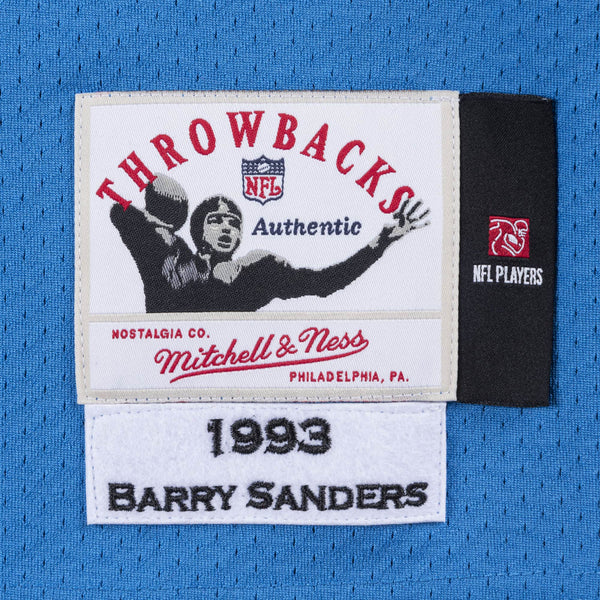 THROWBACKS
NFL
Authentic
NFL PLAYERS
NOSTALGIA CO.
Mitchell & Ness
PHILADELPHIA, PA.
1993
BARRY SANDERS